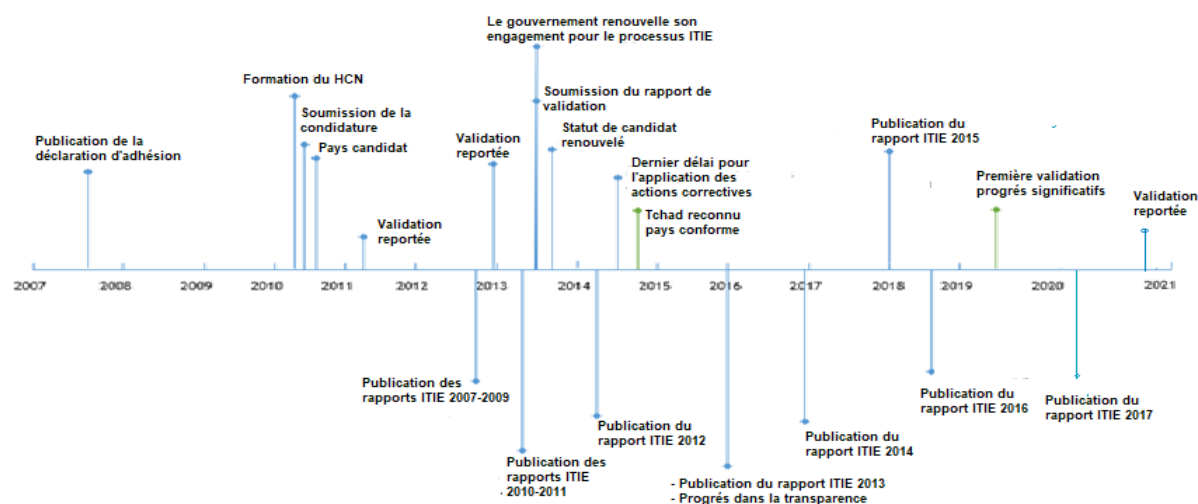 Le gouvernement renouvelle son
engagement pour le processus ITIE
Formation du HCN
Soumission de la
condidature
Pays candidat
Publication de la
déclaration d'adhésion
Validation
reportée
Validation
reportée
Soumission du rapport de
validation
Statut de candidat
renouvelé
Dernier délai pour
l'application des
actions correctives
Tchad reconnu
pays conforme
Publication du
rapport ITIE 2015
Première validation
progrés significatifs
Validation
reportée
2007 2008 2009 2010 2011 2012 2013 2014 2015 2016 2017 2018 2019 2020 2021
Publication des
rapports ITIE 2007-2009
Publication des
rapports ITIE
2010-2011
Publication du
rapport ITIE 2012
- Publication du rapport ITIE 2013
- Progrés dans la transparence
Publication du
rapport ITIE 2014
Publication du
rapport ITIE 2016
Publication du
rapport ITIE 2017